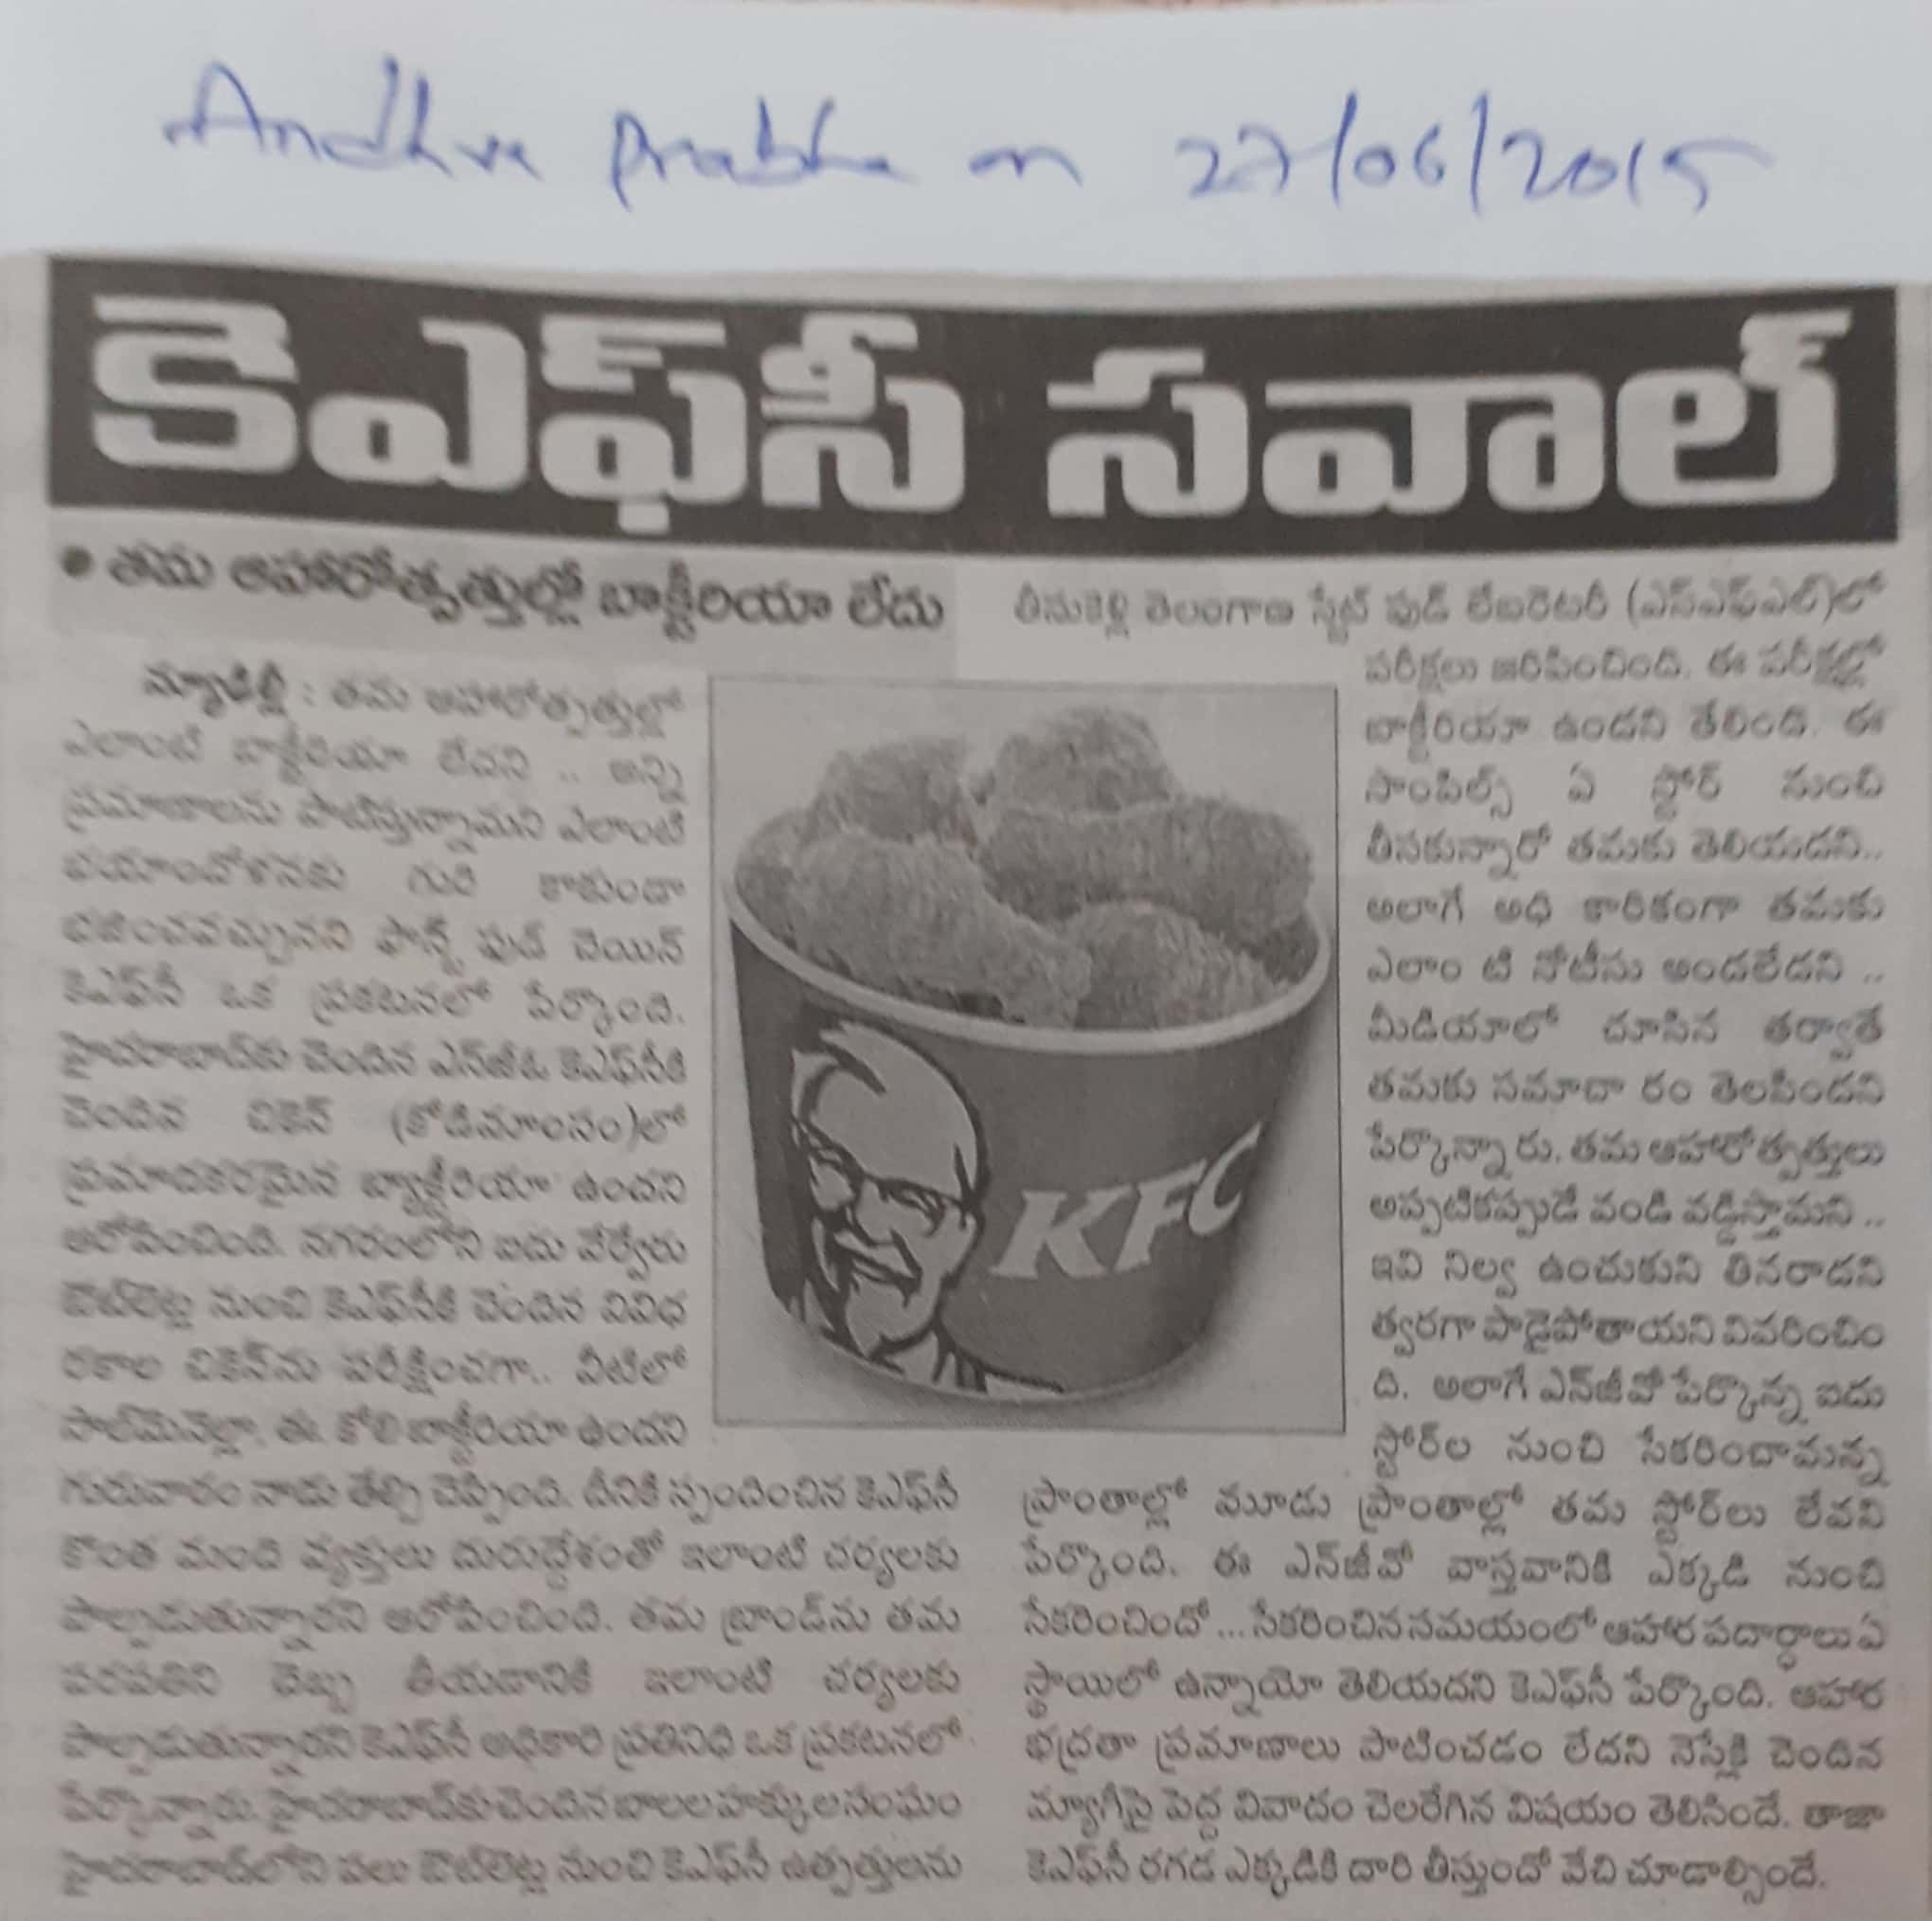 Andhra Prabha on 27/06/2015
కెఎఫ్‌సీ సవాల్
• తమ ఆహారోత్పత్తుల్లో బాక్టీరియా లేదు
న్యూఢిల్లీ : తమ ఆహారోత్పత్తుల్లో
ఎలాంటి బాక్టీరియా లేదని .. అన్ని
ప్రమాణాలను పాటిస్తున్నామని ఎలాంటి
భయాందోళనకు గురి కాకుండా
భుజించవచ్చునని ఫాస్ట్ ఫుడ్ చెయిన్
కెఎఫ్‌సీ ఒక ప్రకటనలో పేర్కొంది.
హైదరాబాద్‌కు చెందిన ఎన్‌జీఓ కెఎఫ్‌సీకి
చెందిన చికెన్ (కోడిమాంసం)లో
ప్రమాదకరమైన బ్యాక్టీరియా ఉందని
ఆరోపించింది. నగరంలోని ఐదు వేర్వేరు
ఔట్‌లెట్ల నుంచి కెఎఫ్‌సీకి చెందిన వివిధ
రకాల చికెన్‌ను పరీక్షించగా.. వీటిలో
సాల్‌మొనెల్లా, ఈ. కోలి బాక్టీరియా ఉందని
గురువారం నాడు తేల్చి చెప్పింది. దీనికి స్పందించిన కెఎఫ్‌సీ
కొంత మంది వ్యక్తులు దురుద్దేశంతో ఇలాంటి చర్యలకు
పాల్పడుతున్నారని ఆరోపించింది. తమ బ్రాండ్‌ను తమ
పరపతిని దెబ్బ తీయడానికి ఇలాంటి చర్యలకు
పాల్పడుతున్నారని కెఎఫ్‌సీ అధికారి ప్రతినిధి ఒక ప్రకటనలో
పేర్కొన్నారు. హైదరాబాద్‌కు చెందిన బాలల హక్కుల సంఘం
హైదరాబాద్‌లోని పలు ఔట్‌లెట్ల నుంచి కెఎఫ్‌సీ ఉత్పత్తులను
తీసుకెళ్లి తెలంగాణ స్టేట్ ఫుడ్ లేబరెటరీ (ఎస్ఎఫ్ఎల్)లో
పరీక్షలు జరిపించింది. ఈ పరీక్షల్లో
బాక్టీరియా ఉందని తేలింది. ఈ
సాంపిల్స్ ఏ స్టోర్ నుంచి
తీసకున్నారో తమకు తెలియదని..
అలాగే అధి కారికంగా తమకు
ఎలాం టి నోటీసు అందలేదని ..
మీడియాలో చూసిన తర్వాతే
తమకు సమాచా రం తెలపిందని
పేర్కొన్నా రు. తమ ఆహారో త్పత్తులు
అప్పటికప్పుడే వండి వడ్డిస్తామని ..
ఇవి నిల్వ ఉంచుకుని తినరాదని
త్వరగా పాడైపోతాయని వివరించిం
ది. అలాగే ఎన్‌జీవో పేర్కొన్న ఐదు
స్టోర్‌ల నుంచి సేకరించామన్న
ప్రాంతాల్లో మూడు ప్రాంతాల్లో తమ స్టోర్‌లు లేవని
పేర్కొంది. ఈ ఎన్‌జీవో వాస్తవానికి ఎక్కడి నుంచి
సేకరించిందో ... సేకరించిన సమయంలో ఆహార పదార్థాలు ఏ
స్థాయిలో ఉన్నాయో తెలియదని కెఎఫ్‌సీ పేర్కొంది. ఆహార
భద్రతా ప్రమాణాలు పాటించడం లేదని నెస్లేకి చెందిన
మ్యాగీపై పెద్ద వివాదం చెలరేగిన విషయం తెలిసిందే. తాజా
కెఎఫ్‌సీ రగడ ఎక్కడికి దారి తీస్తుందో వేచి చూడాల్సిందే.
KFC